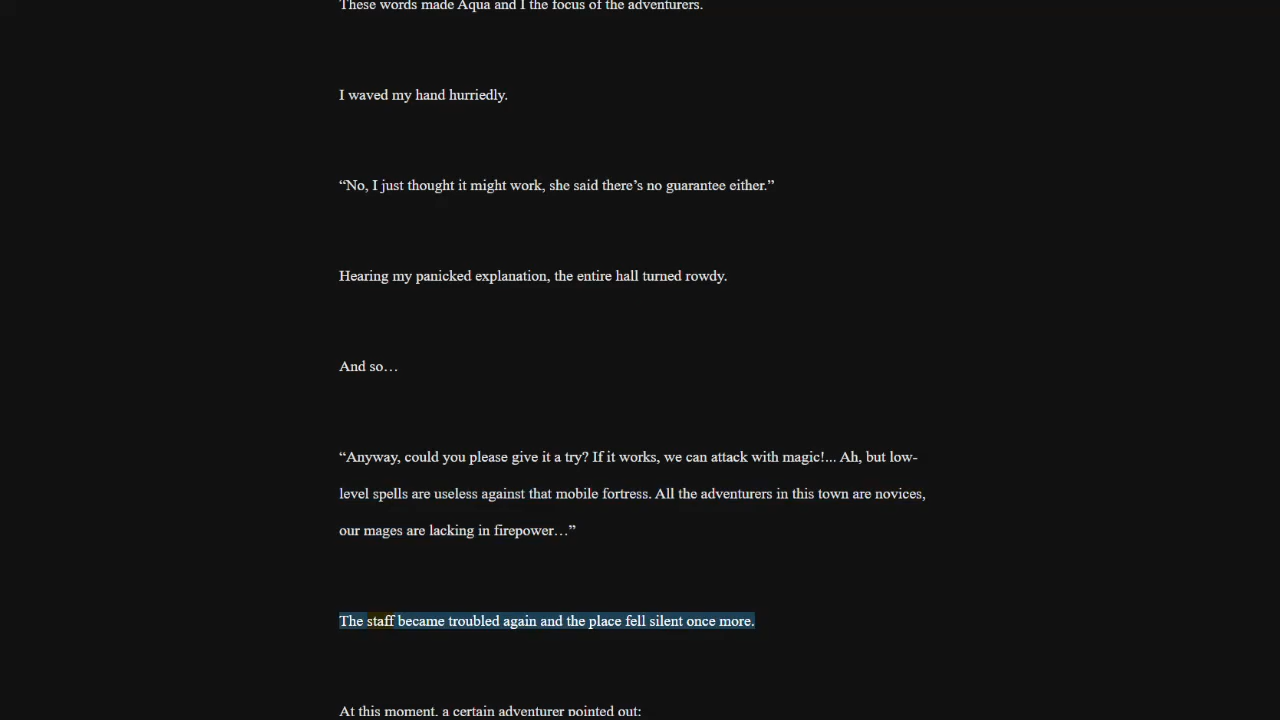 These words made Aqua and I the focus of the adventurers.
I waved my hand hurriedly.
“No, I just thought it might work, she said there’s no guarantee either.”
Hearing my panicked explanation, the entire hall turned rowdy.
And so…
“Anyway, could you please give it a try? If it works, we can attack with magic!... Ah, but low-
level spells are useless against that mobile fortress. All the adventurers in this town are novices,
our mages are lacking in firepower…”
The staff became troubled again and the place fell silent once more.
At this moment, a certain adventurer pointed out: